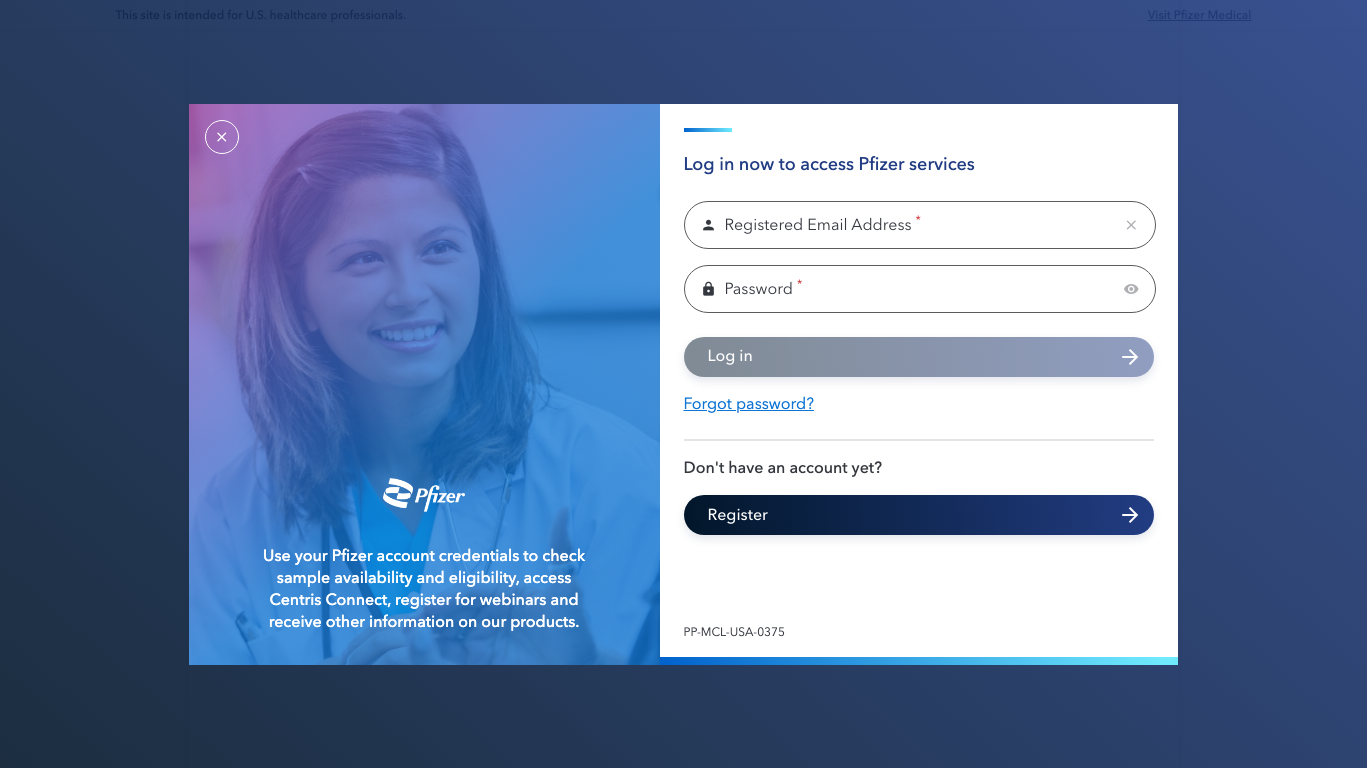 This site is intended for U.S. healthcare professionals.
Visit Pfizer Medical
Pfizer
Use your Pfizer account credentials to check
sample availability and eligibility, access
Centris Connect, register for webinars and
receive other information on our products.
Log in now to access Pfizer services
Registered Email Address *
Password *
Log in
Forgot password?
Don't have an account yet?
Register
PP-MCL-USA-0375